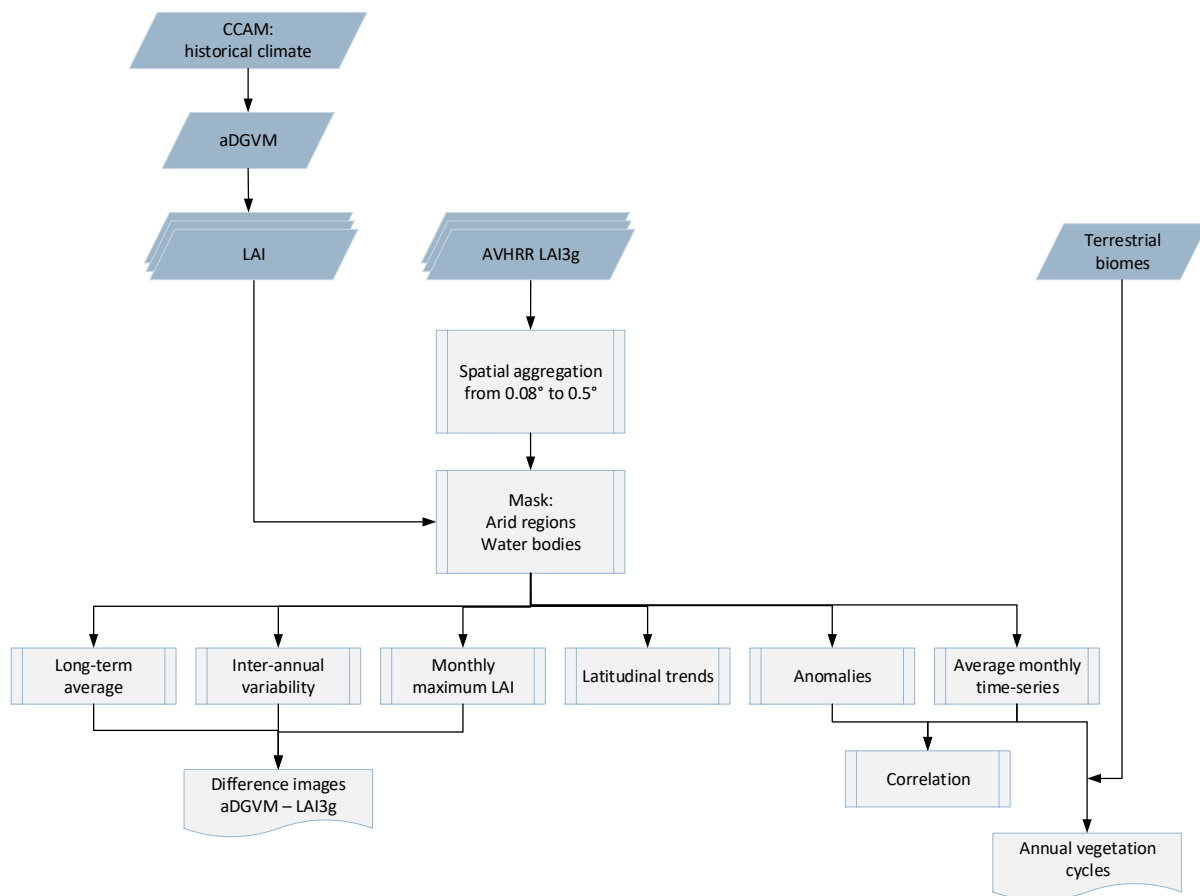 CCAM:
historical climate
aDGVM
LAI
AVHRR LAI3g
Terrestrial
biomes
Spatial aggregation
from 0.08° to 0.5°
Mask:
Arid regions
Water bodies
Long-term
average
Inter-annual
variability
Monthly
maximum LAI
Latitudinal trends
Anomalies
Average monthly
time-series
Difference images
aDGVM – LAI3g
Correlation
Annual vegetation
cycles